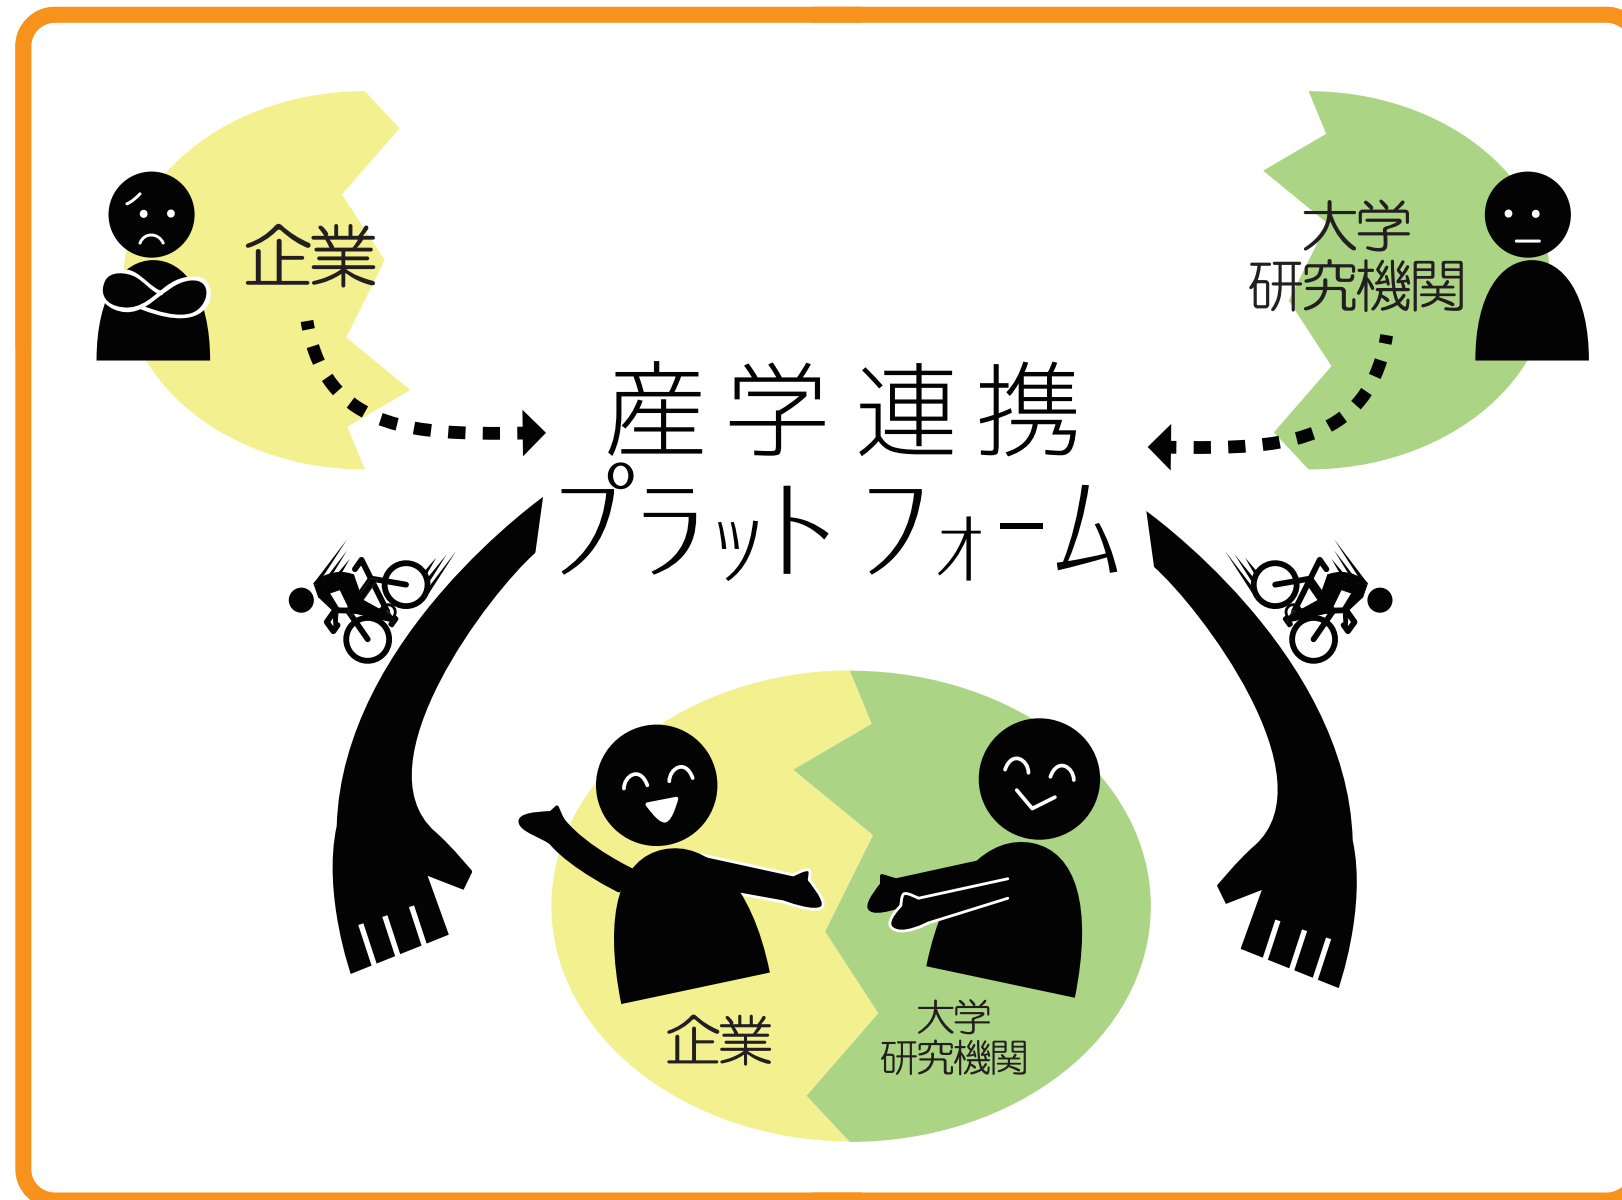 企業
大学
研究機関
産学連携
プラットフォーム
企業
大学
研究機関